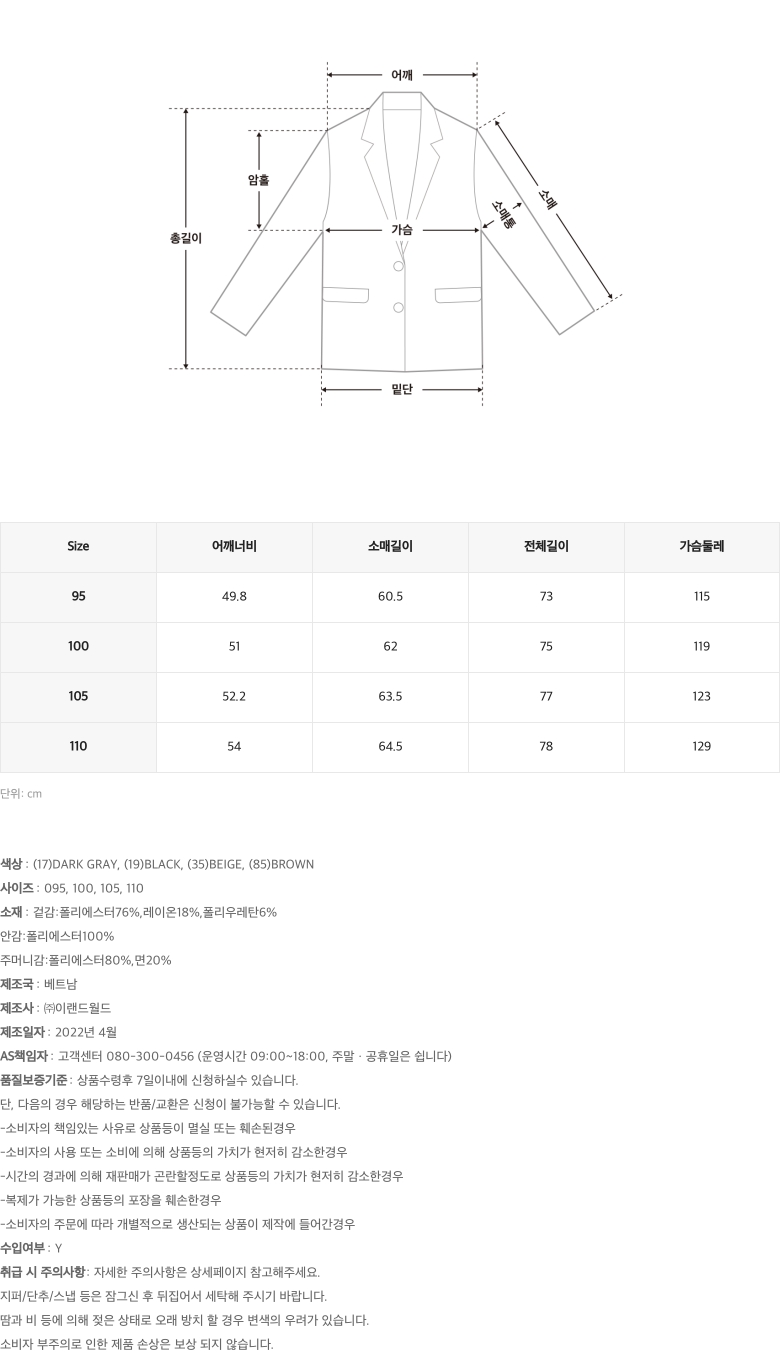 어깨
암홀
소매
소매통
총길이
가슴
밑단
Size 어깨너비 소매길이 전체길이 가슴둘레
95 49.8 60.5 73 115
100 51 62 75 119
105 52.2 63.5 77 123
110 54 64.5 78 129
단위: cm
색상 : (17)DARK GRAY, (19)BLACK, (35)BEIGE, (85)BROWN
사이즈 : 095, 100, 105, 110
소재 : 겉감:폴리에스터76%,레이온18%,폴리우레탄6%
안감:폴리에스터100%
주머니감:폴리에스터80%,면20%
제조국 : 베트남
제조사 : ㈜이랜드월드
제조일자 : 2022년 4월
AS책임자 : 고객센터 080-300-0456 (운영시간 09:00~18:00, 주말 · 공휴일은 쉽니다)
품질보증기준 : 상품수령후 7일이내에 신청하실수 있습니다.
단, 다음의 경우 해당하는 반품/교환은 신청이 불가능할 수 있습니다.
-소비자의 책임있는 사유로 상품등이 멸실 또는 훼손된경우
-소비자의 사용 또는 소비에 의해 상품등의 가치가 현저히 감소한경우
-시간의 경과에 의해 재판매가 곤란할정도로 상품등의 가치가 현저히 감소한경우
-복제가 가능한 상품등의 포장을 훼손한경우
-소비자의 주문에 따라 개별적으로 생산되는 상품이 제작에 들어간경우
수입여부 : Y
취급 시 주의사항 : 자세한 주의사항은 상세페이지 참고해주세요.
지퍼/단추/스냅 등은 잠그신 후 뒤집어서 세탁해 주시기 바랍니다.
땀과 비 등에 의해 젖은 상태로 오래 방치 할 경우 변색의 우려가 있습니다.
소비자 부주의로 인한 제품 손상은 보상 되지 않습니다.